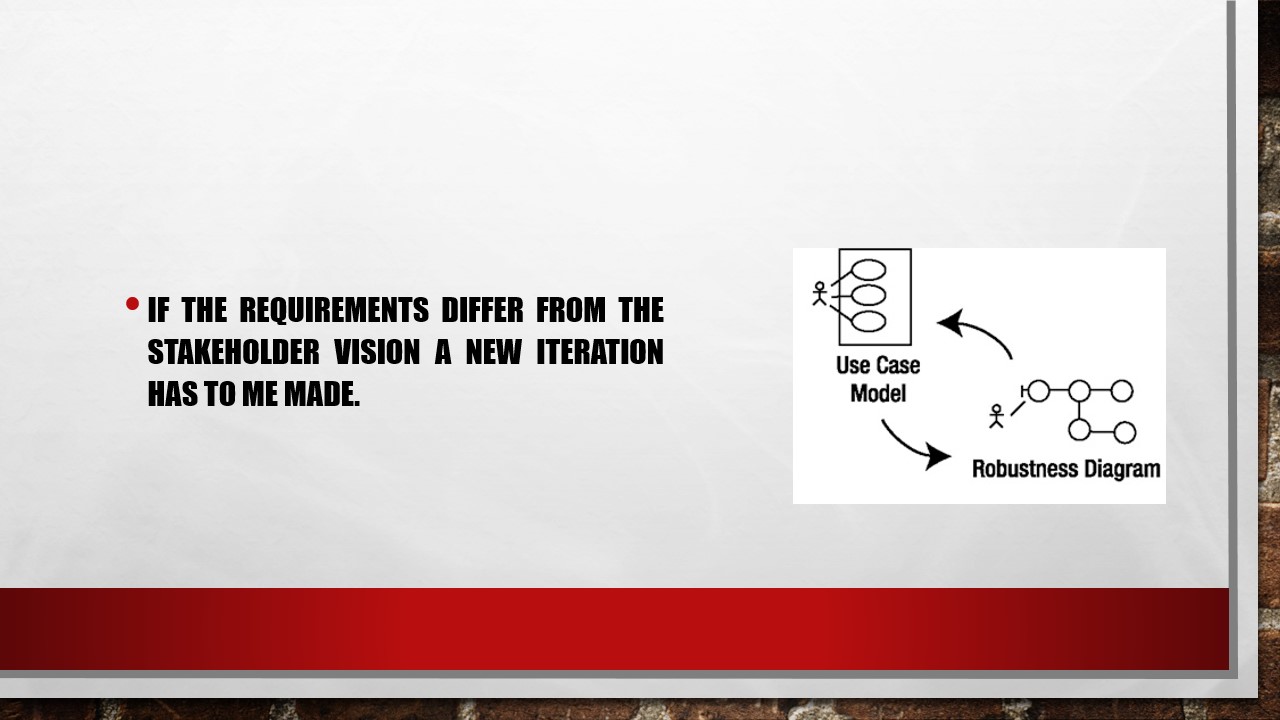 • IF THE REQUIREMENTS DIFFER FROM THE
STAKEHOLDER VISION A NEW ITERATION
HAS TO ME MADE.
Use Case
Model
Robustness Diagram